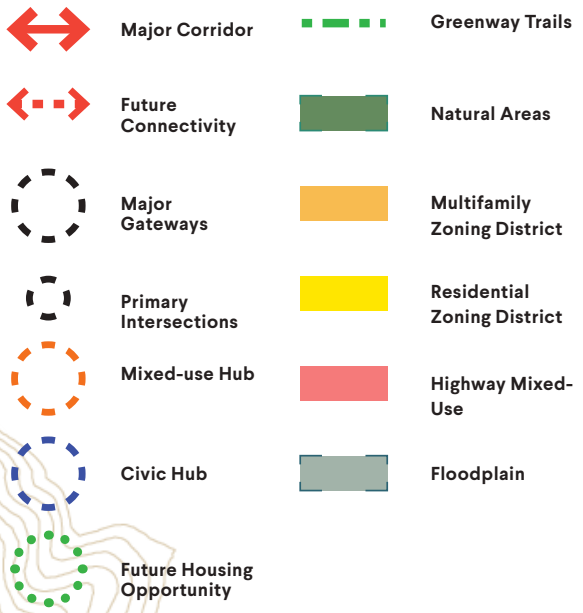 Major Corridor
Future
Connectivity
Major
Gateways
Primary
Intersections
Mixed-use Hub
Civic Hub
Future Housing
Opportunity
Greenway Trails
Natural Areas
Multifamily
Zoning District
Residential
Zoning District
Highway Mixed-
Use
Floodplain